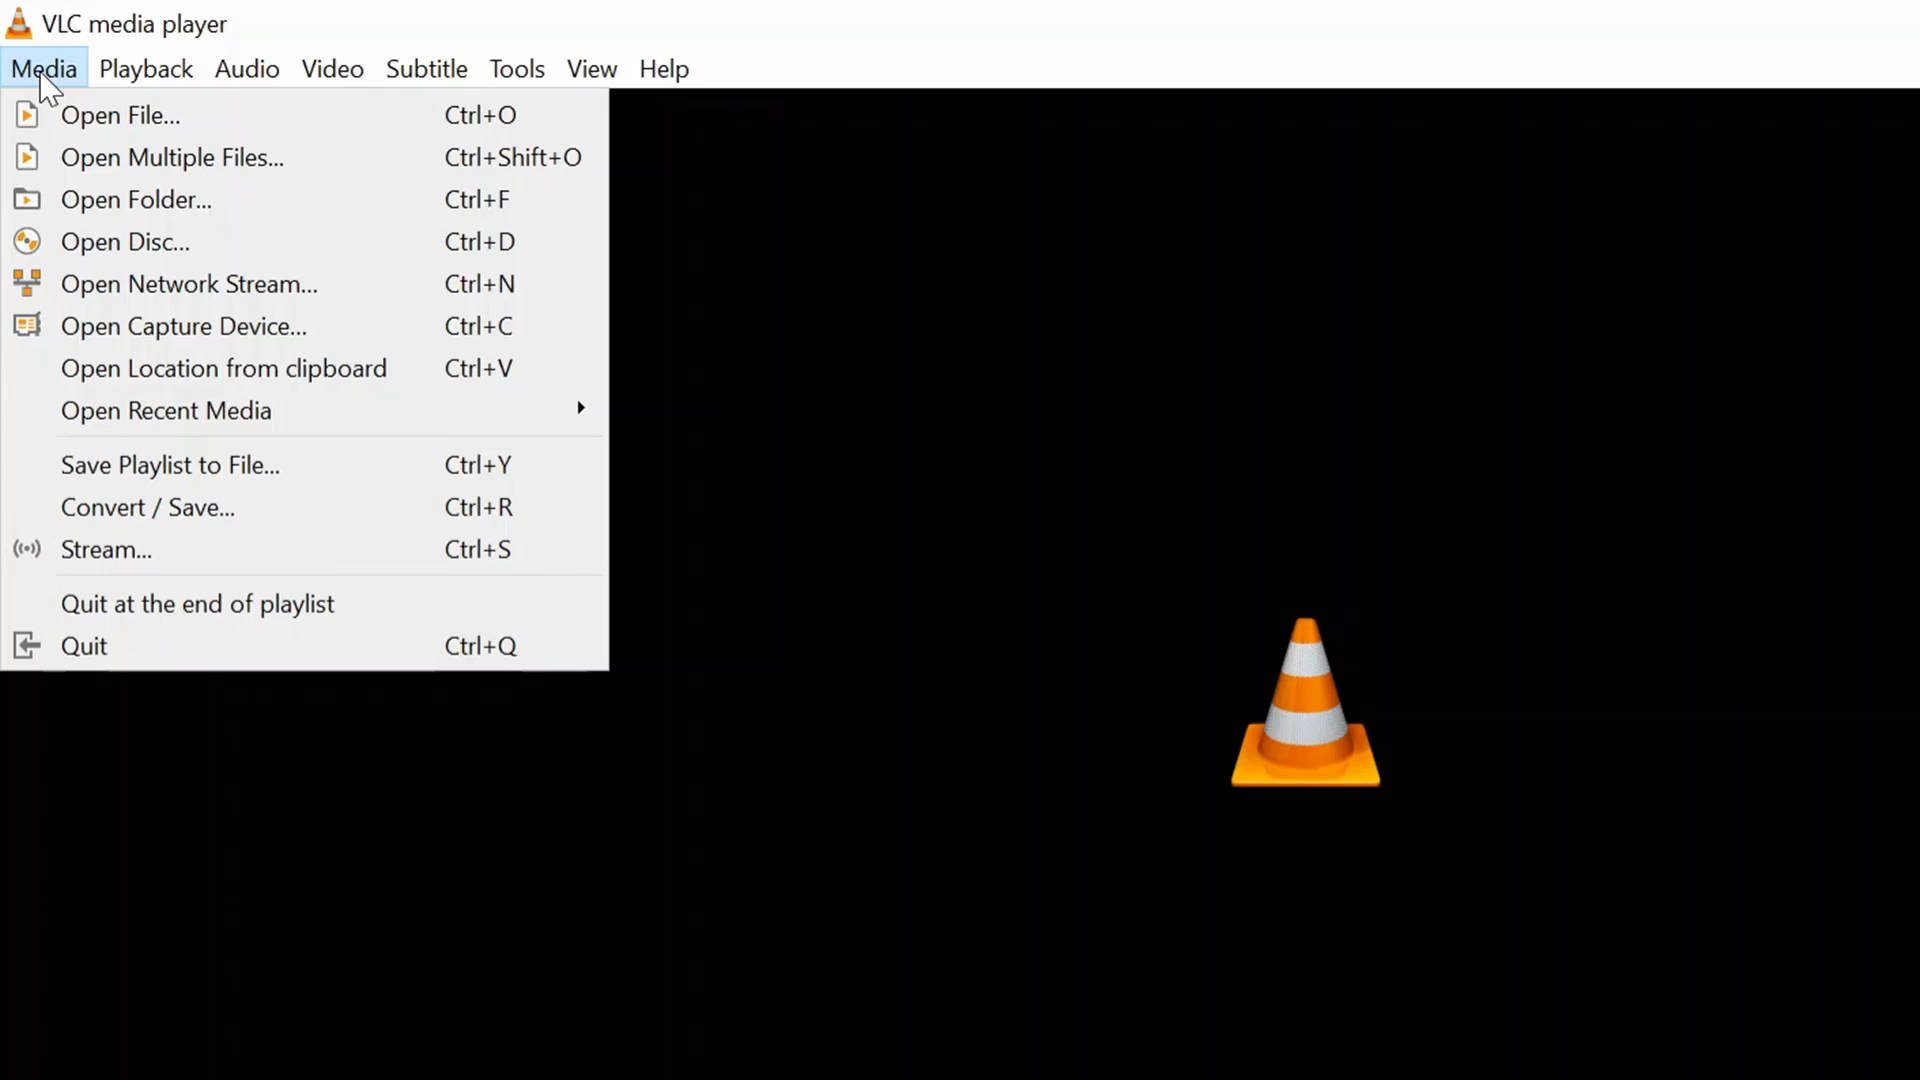 VLC media player
Media Playback Audio Video Subtitle Tools View Help
Open File... Ctrl+O
Open Multiple Files... Ctrl+Shift+O
Open Folder... Ctrl+F
Open Disc... Ctrl+D
Open Network Stream... Ctrl+N
Open Capture Device... Ctrl+C
Open Location from clipboard Ctrl+V
Open Recent Media
Save Playlist to File... Ctrl+Y
Convert / Save... Ctrl+R
Stream... Ctrl+S
Quit at the end of playlist
Quit Ctrl+Q